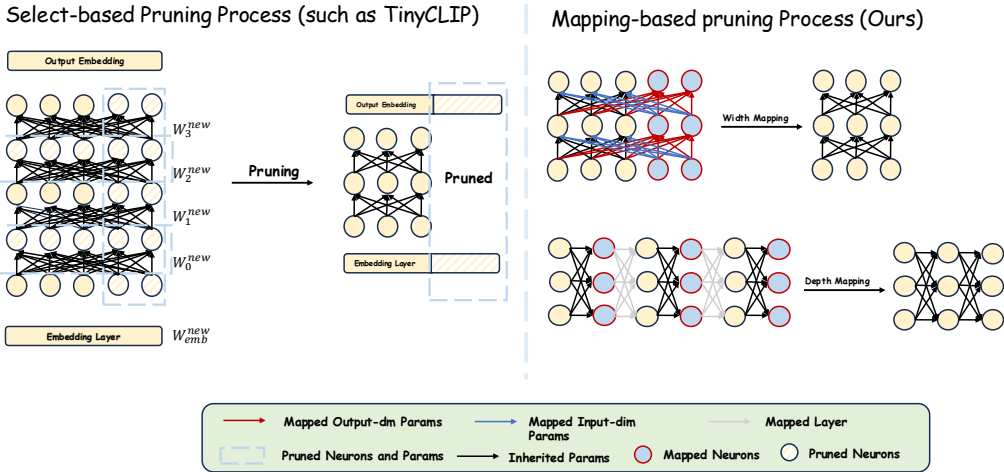 Select-based Pruning Process (such as TinyCLIP)
Output Embedding
W_3^{new}
W_2^{new}
W_1^{new}
W_0^{new}
Embedding Layer
W_{emb}^{new}
Pruning
Output Embedding
Pruned
Embedding Layer
Mapping-based pruning Process (Ours)
Width Mapping
Depth Mapping
Mapped Output-dm Params
Mapped Input-dim
Params
Mapped Layer
Pruned Neurons and Params
Inherited Params
Mapped Neurons
Pruned Neurons